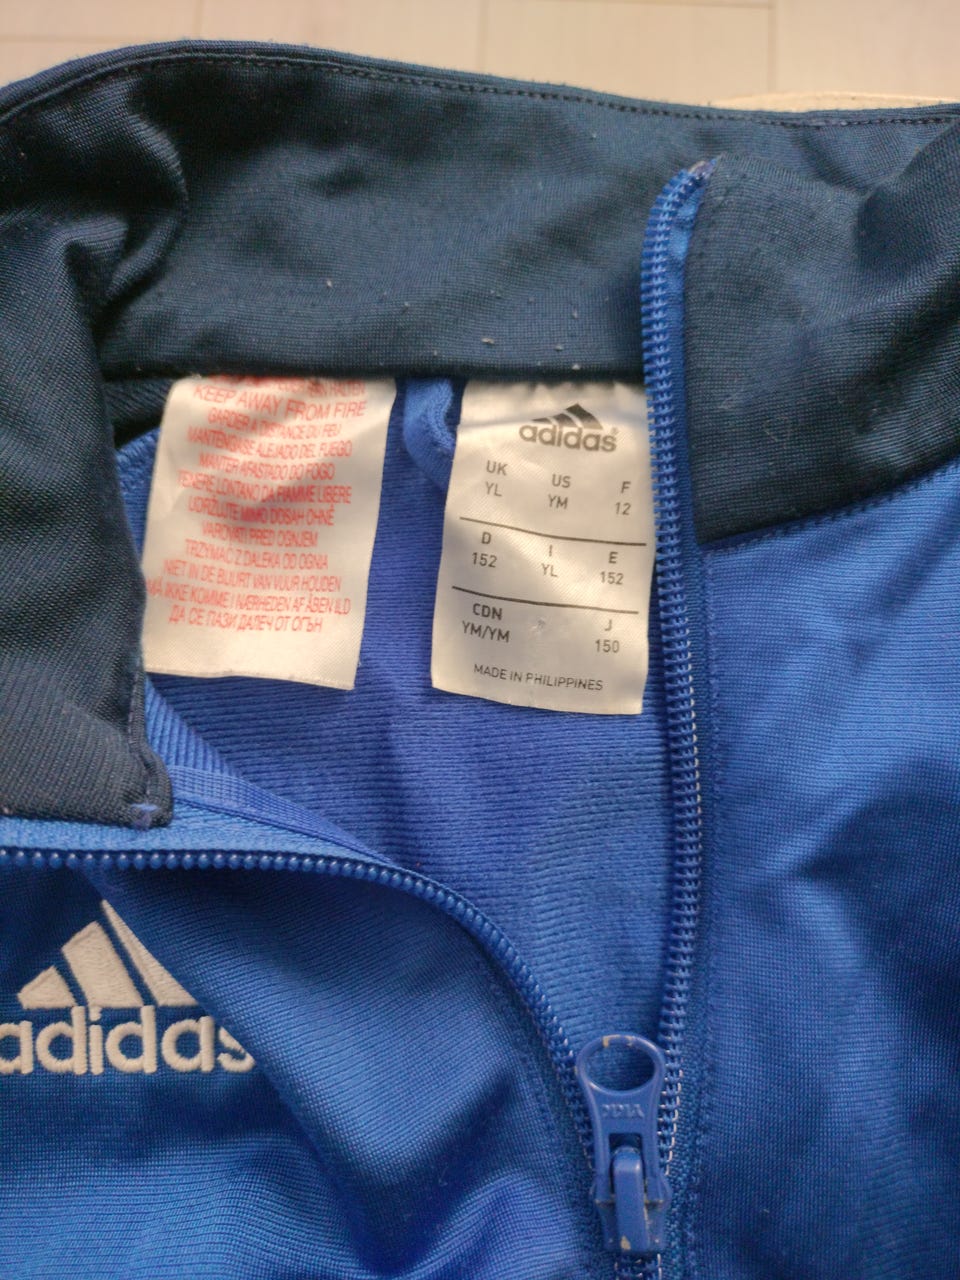 KEEP AWAY FROM FIRE
GARDER A DISTANCE DU FEU
MANTENGASE ALEJADO DEL FUEGO
MANTER AFASTADO DO FOGO
TENERE LONTANO DA FIAMME LIBERE
UDRZUJTE MIMO DOSAH OHNĚ
VAROVATI PRED OGNJEM
TRZYMAC Z DALEKA OD OGNIA
NIET IN DE BUURT VAN VUUR HOUDEN
MÅ IKKE KOMME I NÆRHEDEN AF ÅBEN ILD
ДА СЕ ПАЗИ ДАЛЕЧ ОТ ОГЪН
adidas®
UK US F
YL YM 12
D I E
152 YL 152
CDN J
YM/YM 150
MADE IN PHILIPPINES
adidas